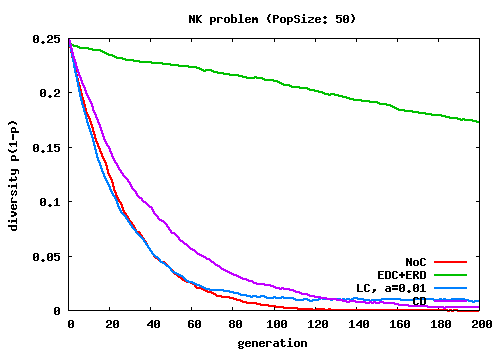 NK problem (PopSize: 50)
0.25
0.2
0.15
0.1
0.05
0
diversity p(1-p)
NoC
EDC+ERD
LC, a=0.01
CD
0 20 40 60 80 100 120 140 160 180 200
generation